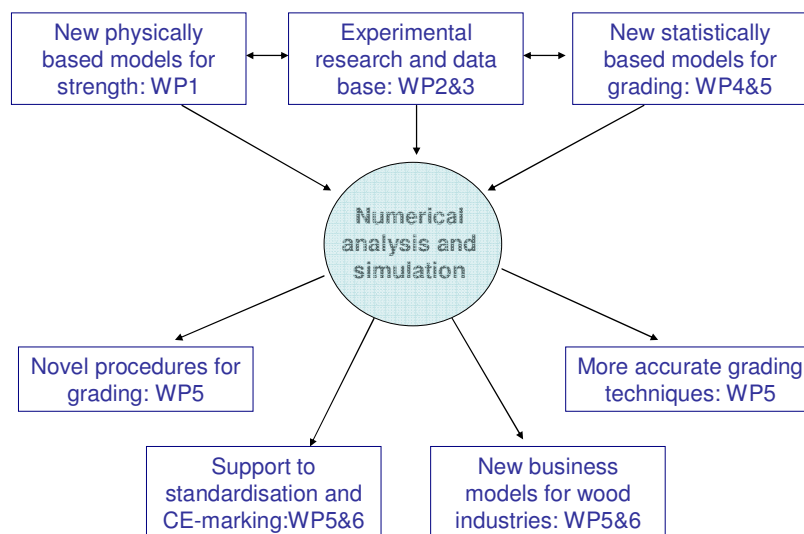 New physically
based models for
strength: WP1
Experimental
research and data
base: WP2&3
New statistically
based models for
grading: WP4&5
Numerical
analysis and
simulation
Novel procedures for
grading: WP5
More accurate grading
techniques: WP5
Support to
standardisation and
CE-marking:WP5&6
New business
models for wood
industries: WP5&6